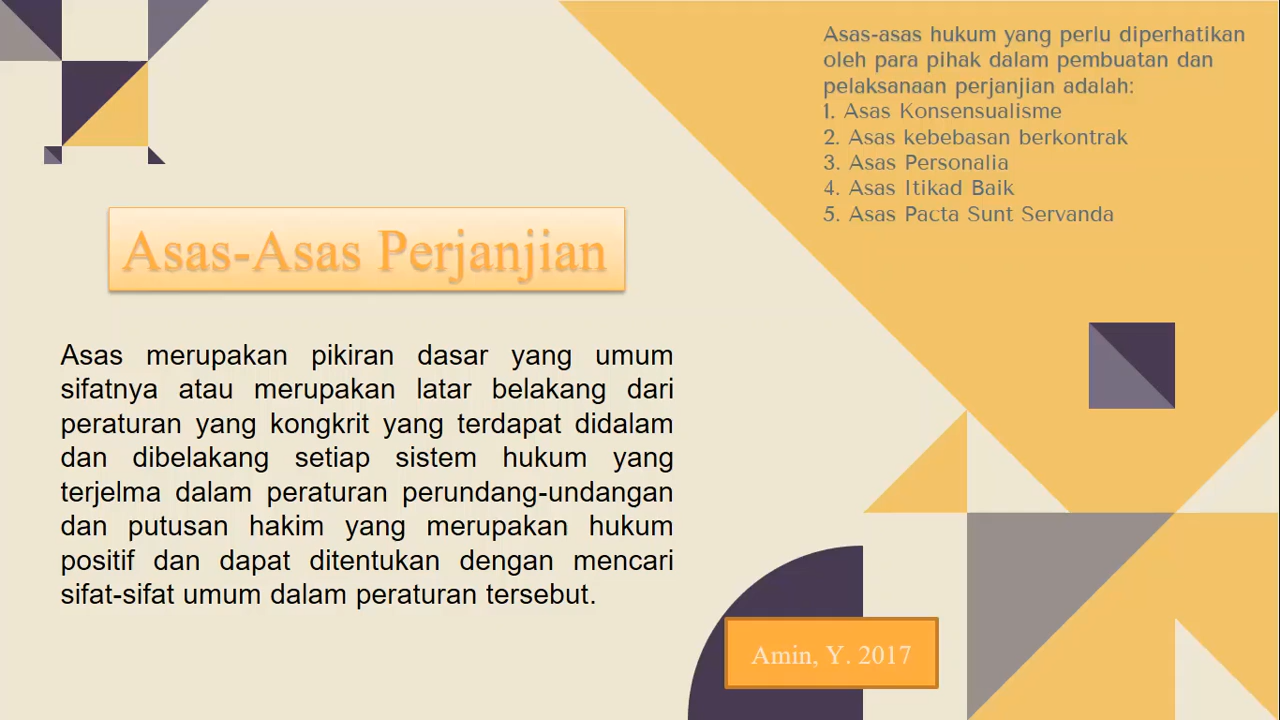 Asas-Asas Perjanjian
Asas merupakan pikiran dasar yang umum
sifatnya atau merupakan latar belakang dari
peraturan yang kongkrit yang terdapat didalam
dan dibelakang setiap sistem hukum yang
terjelma dalam peraturan perundang-undangan
dan putusan hakim yang merupakan hukum
positif dan dapat ditentukan dengan mencari
sifat-sifat umum dalam peraturan tersebut.
Asas-asas hukum yang perlu diperhatikan
oleh para pihak dalam pembuatan dan
pelaksanaan perjanjian adalah:
1. Asas Konsensualisme
2. Asas kebebasan berkontrak
3. Asas Personalia
4. Asas Itikad Baik
5. Asas Pacta Sunt Servanda
Amin, Y. 2017